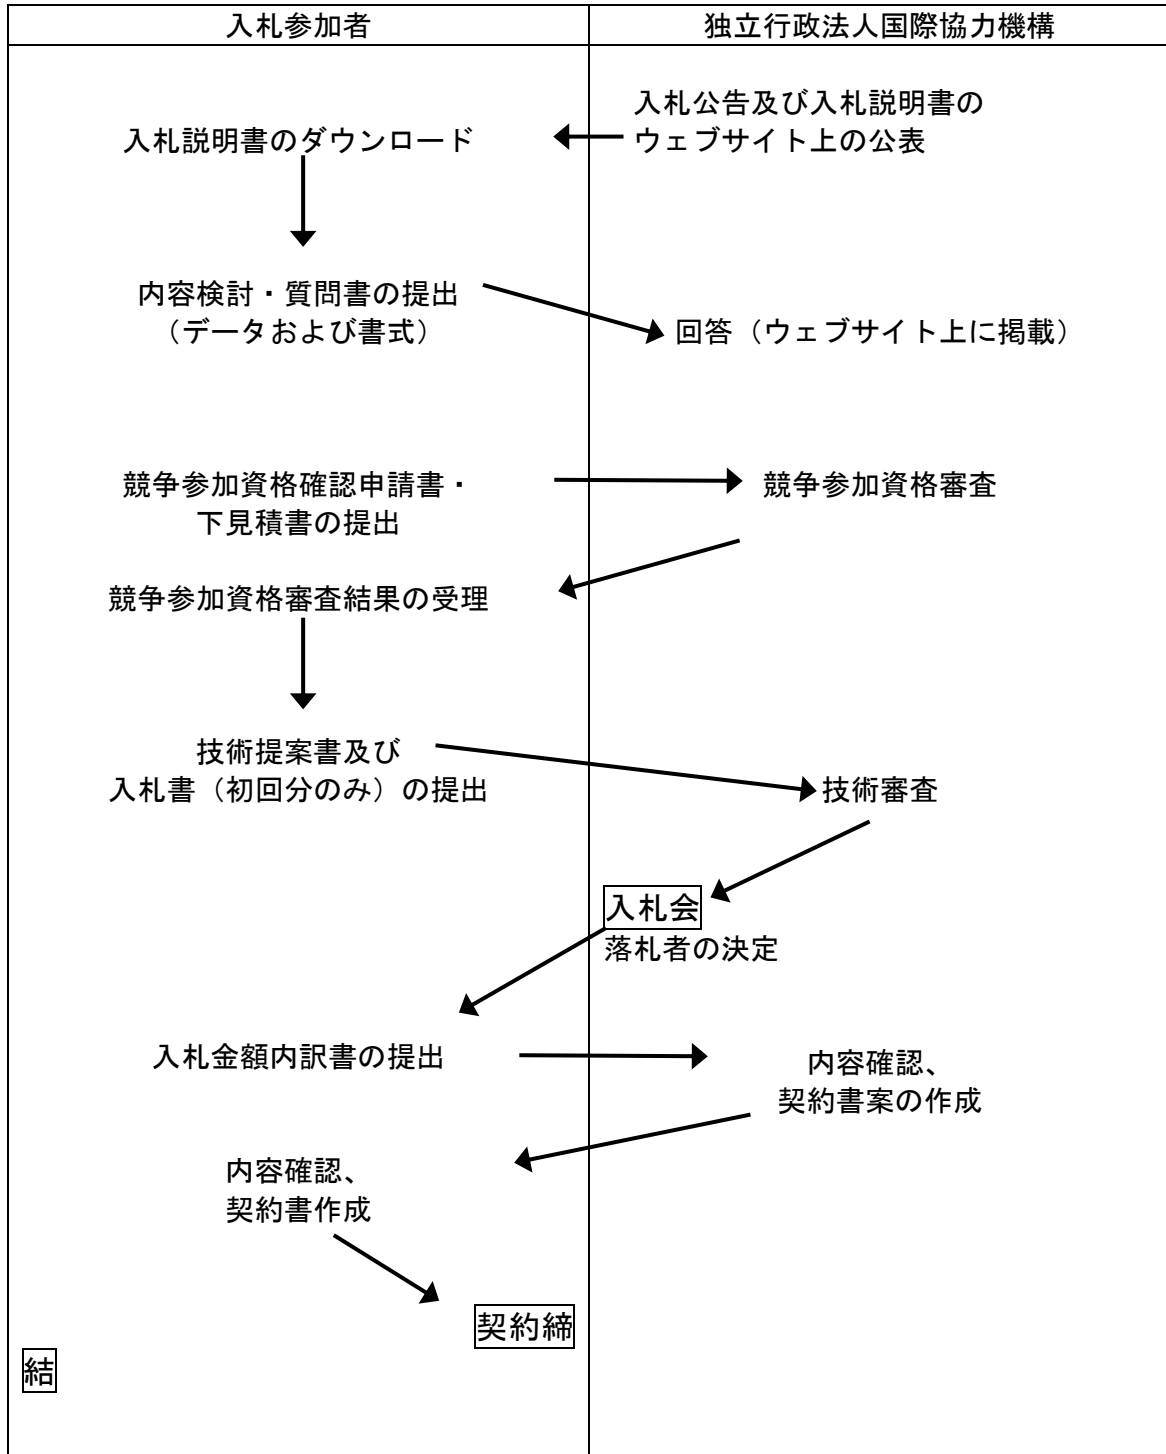 入札参加者
独立行政法人国際協力機構
入札公告及び入札説明書の
ウェブサイト上の公表
入札説明書のダウンロード
内容検討・質問書の提出
（データおよび書式）
回答（ウェブサイト上に掲載）
競争参加資格確認申請書・
下見積書の提出
競争参加資格審査
競争参加資格審査結果の受理
技術提案書及び
入札書（初回分のみ）の提出
技術審査
入札会
落札者の決定
入札金額内訳書の提出
内容確認、
契約書案の作成
内容確認、
契約書作成
契約締
結